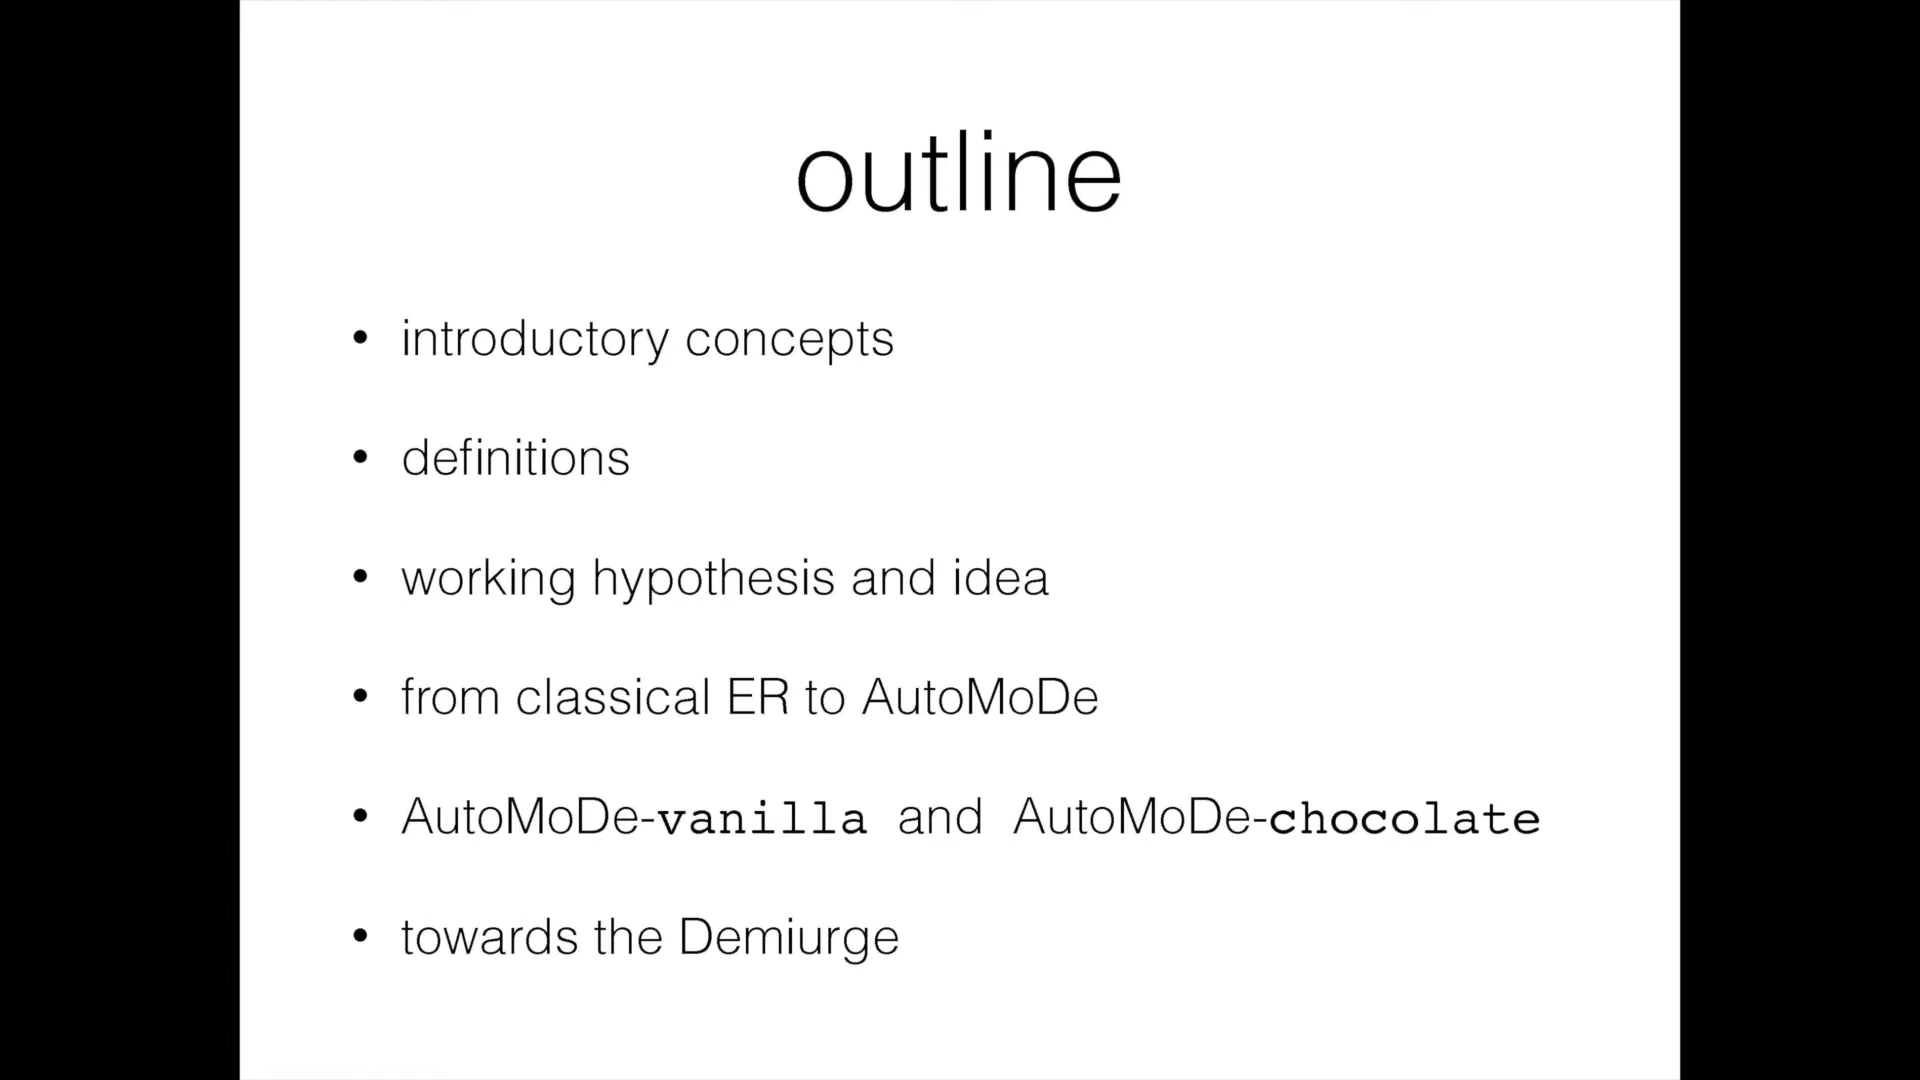 outline
• introductory concepts
• definitions
• working hypothesis and idea
• from classical ER to AutoMoDe
• AutoMoDe-vanilla and AutoMoDe-chocolate
• towards the Demiurge